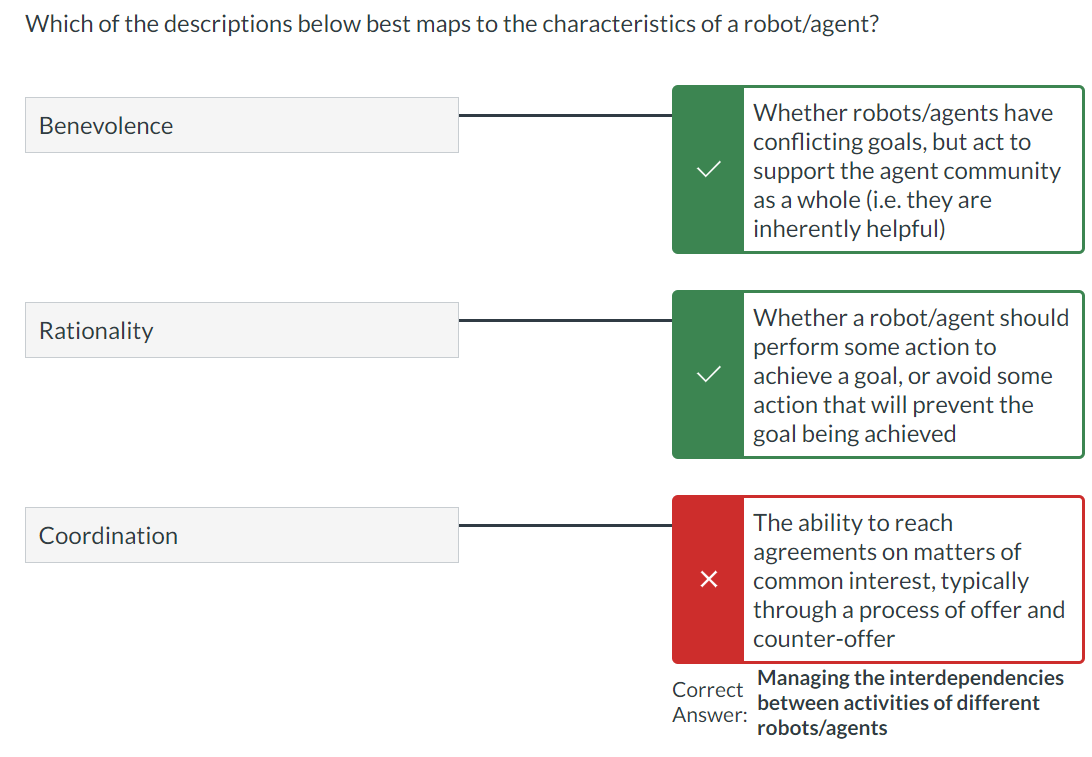 Which of the descriptions below best maps to the characteristics of a robot/agent?
Benevolence
Whether robots/agents have
conflicting goals, but act to
support the agent community
as a whole (i.e. they are
inherently helpful)
Rationality
Whether a robot/agent should
perform some action to
achieve a goal, or avoid some
action that will prevent the
goal being achieved
Coordination
The ability to reach
agreements on matters of
common interest, typically
through a process of offer and
counter-offer
Correct
Answer:
Managing the interdependencies
between activities of different
robots/agents